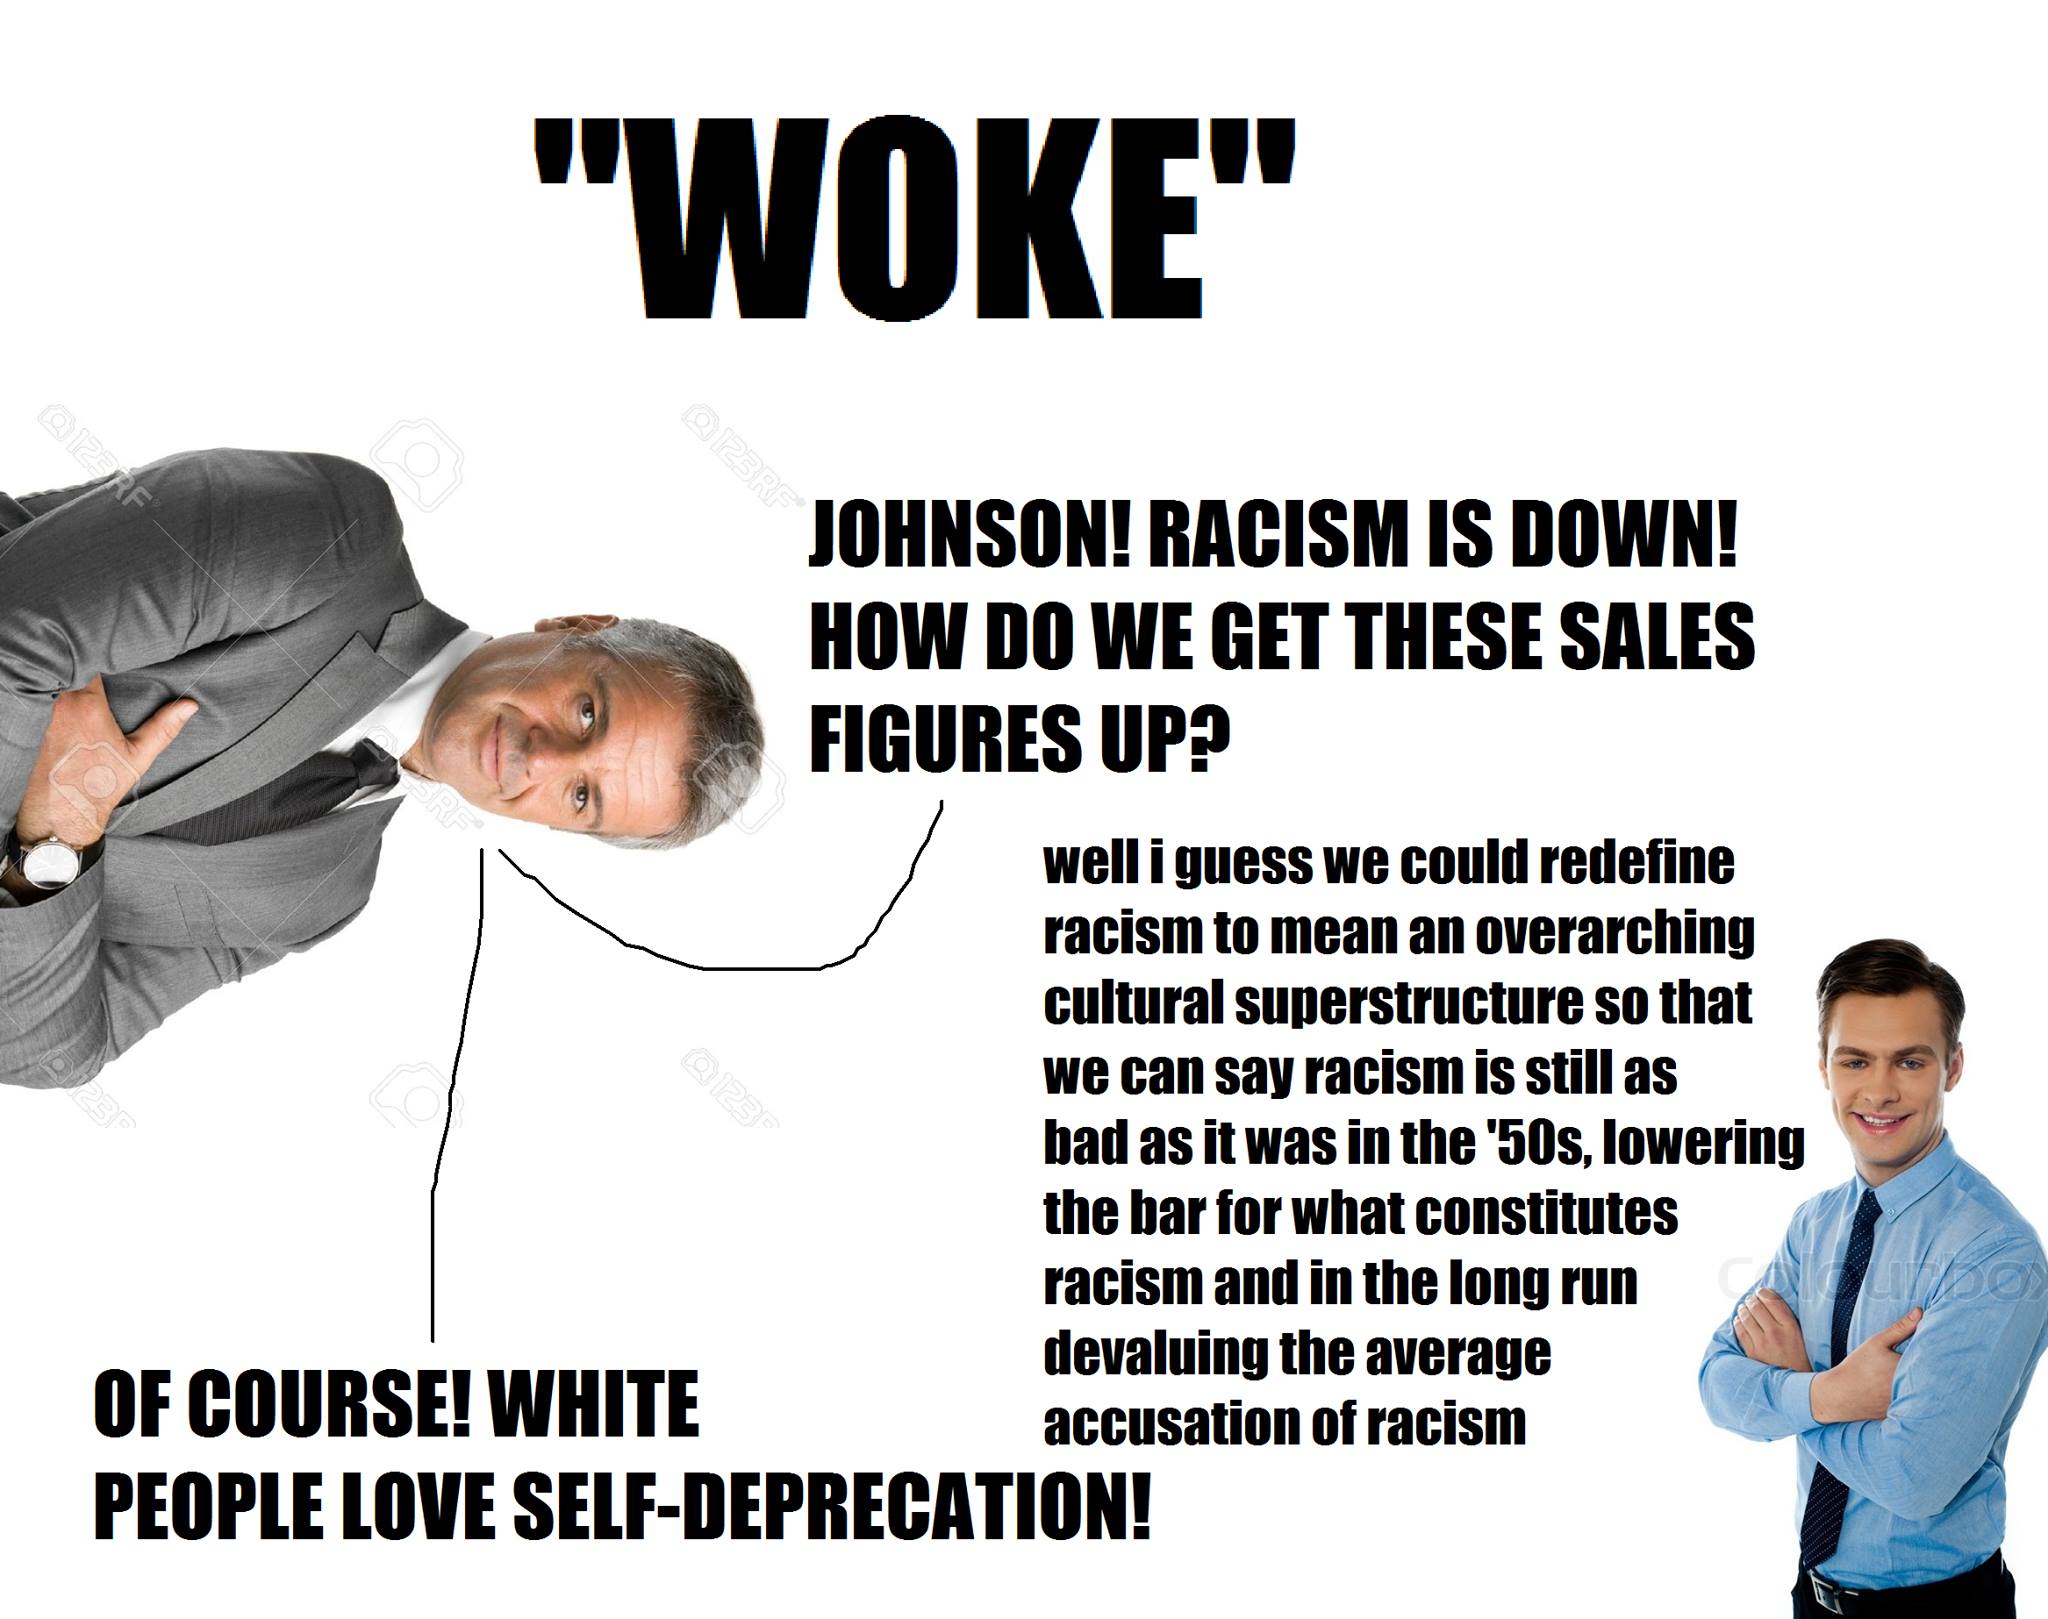 "WOKE"
JOHNSON! RACISM IS DOWN!
HOW DO WE GET THESE SALES
FIGURES UP?
well i guess we could redefine
racism to mean an overarching
cultural superstructure so that
we can say racism is still as
bad as it was in the '50s, lowering
the bar for what constitutes
racism and in the long run
devaluing the average
accusation of racism
OF COURSE! WHITE
PEOPLE LOVE SELF-DEPRECATION!
123RF
123RF
123RF
123RF
123RF
colourbox